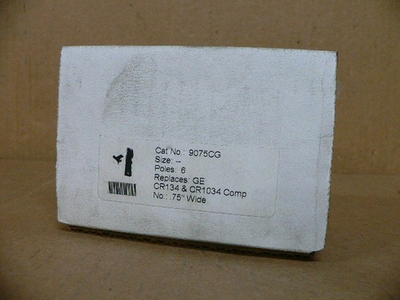 Cat No.: 9075CG
Size: --
Poles: 6
Replaces: GE
CR134 & CR1034 Comp
No.: .75" Wide